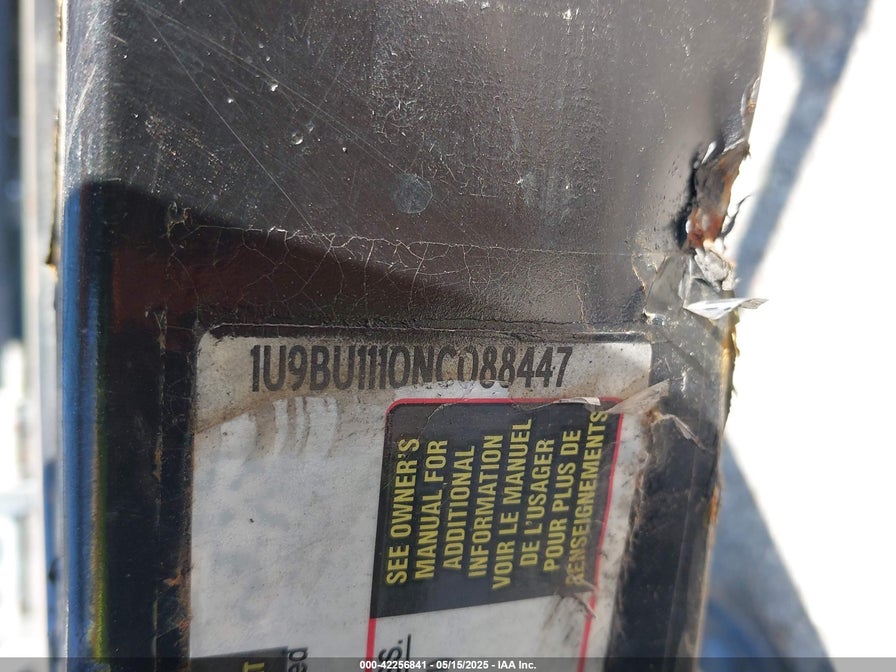 1U9BU1110NC088447
SEE OWNER'S
MANUAL FOR
ADDITIONAL
INFORMATION
VOIR LE MANUEL
DE L'USAGER
POUR PLUS DE
RENSEIGNEMENTS
000-42256841 - 05/15/2025 - IAA Inc.